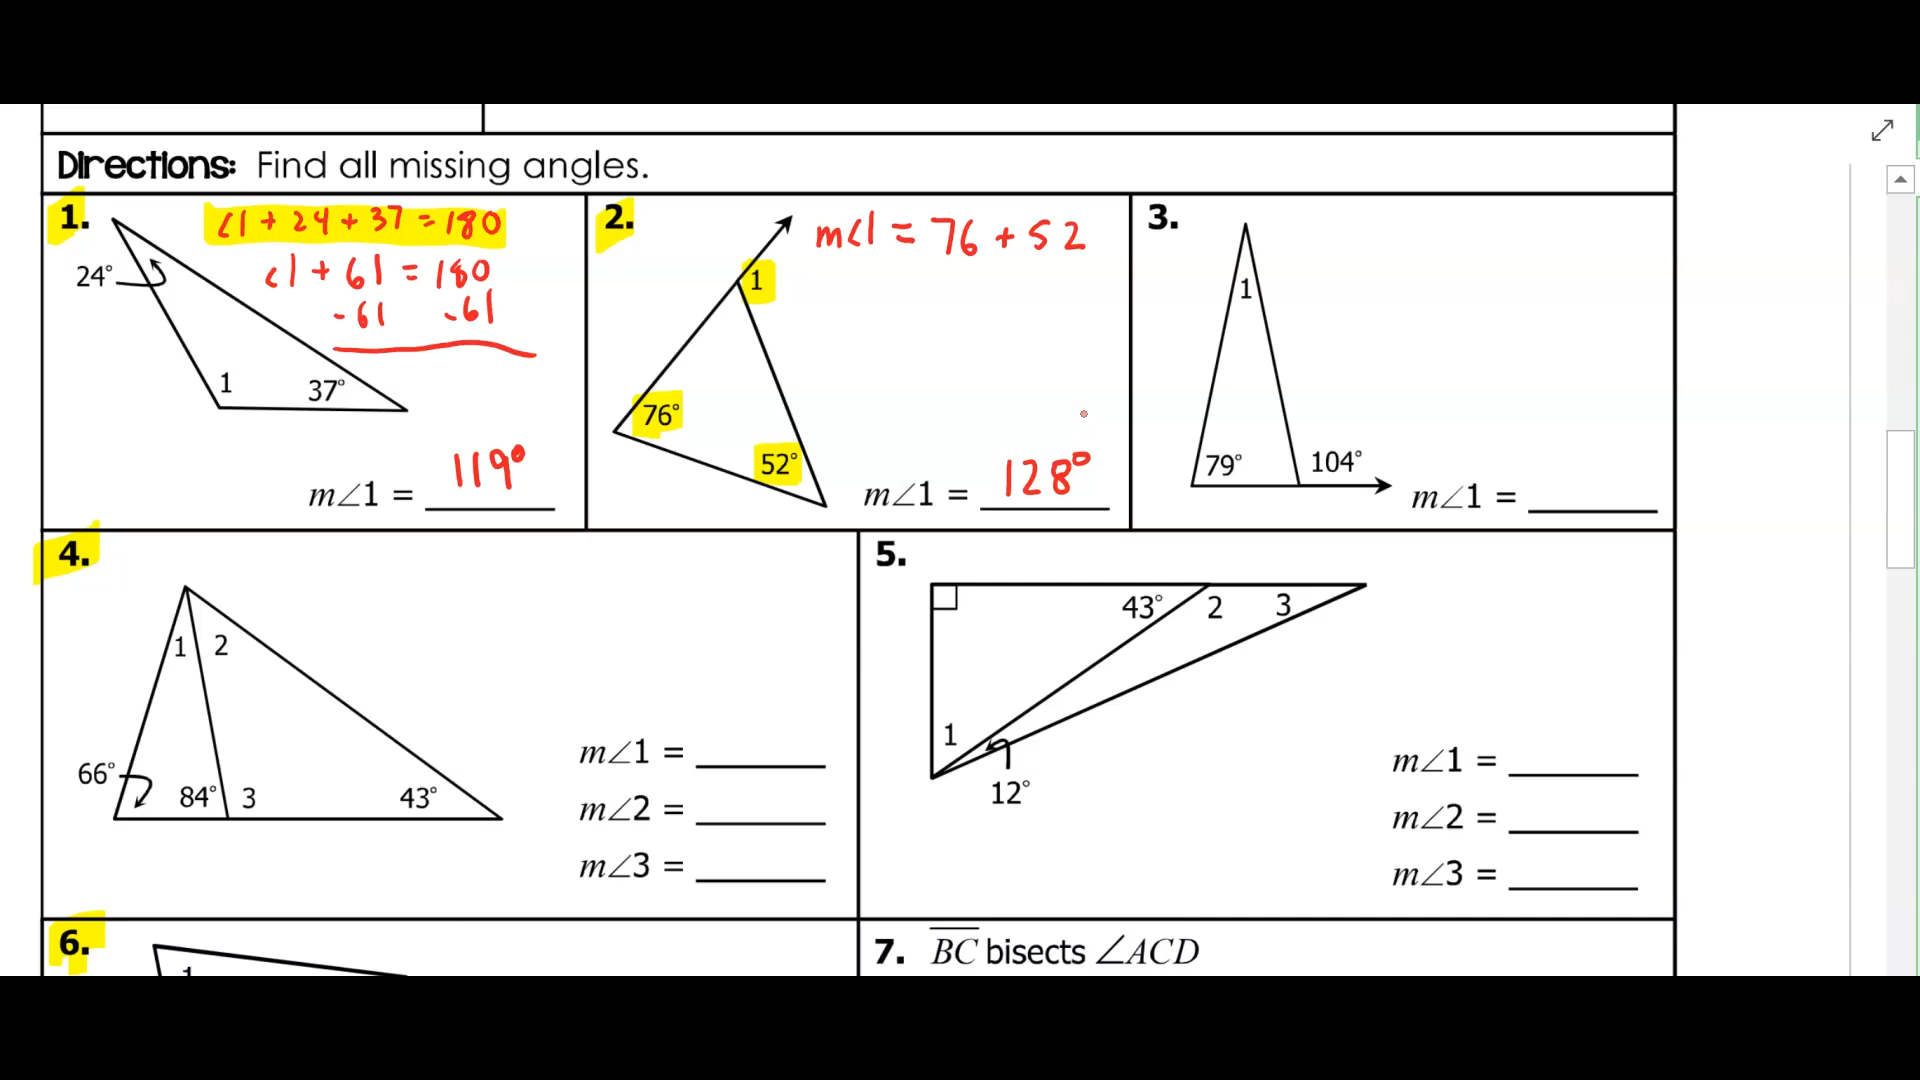 Directions: Find all missing angles.
1.
<1 + 24 + 37 = 180
<1 + 61 = 180
-61 -61
24°
1
37°
m∠1 = 119°
2.
m<1 = 76 + 52
1
76°
52°
m∠1 = 128°
3.
1
79°
104°
m∠1 =
4.
1 2
66°
84° 3 43°
m∠1 =
m∠2 =
m∠3 =
5.
43° 2 3
1
12°
m∠1 =
m∠2 =
m∠3 =
6.
1
7. BC bisects ∠ACD